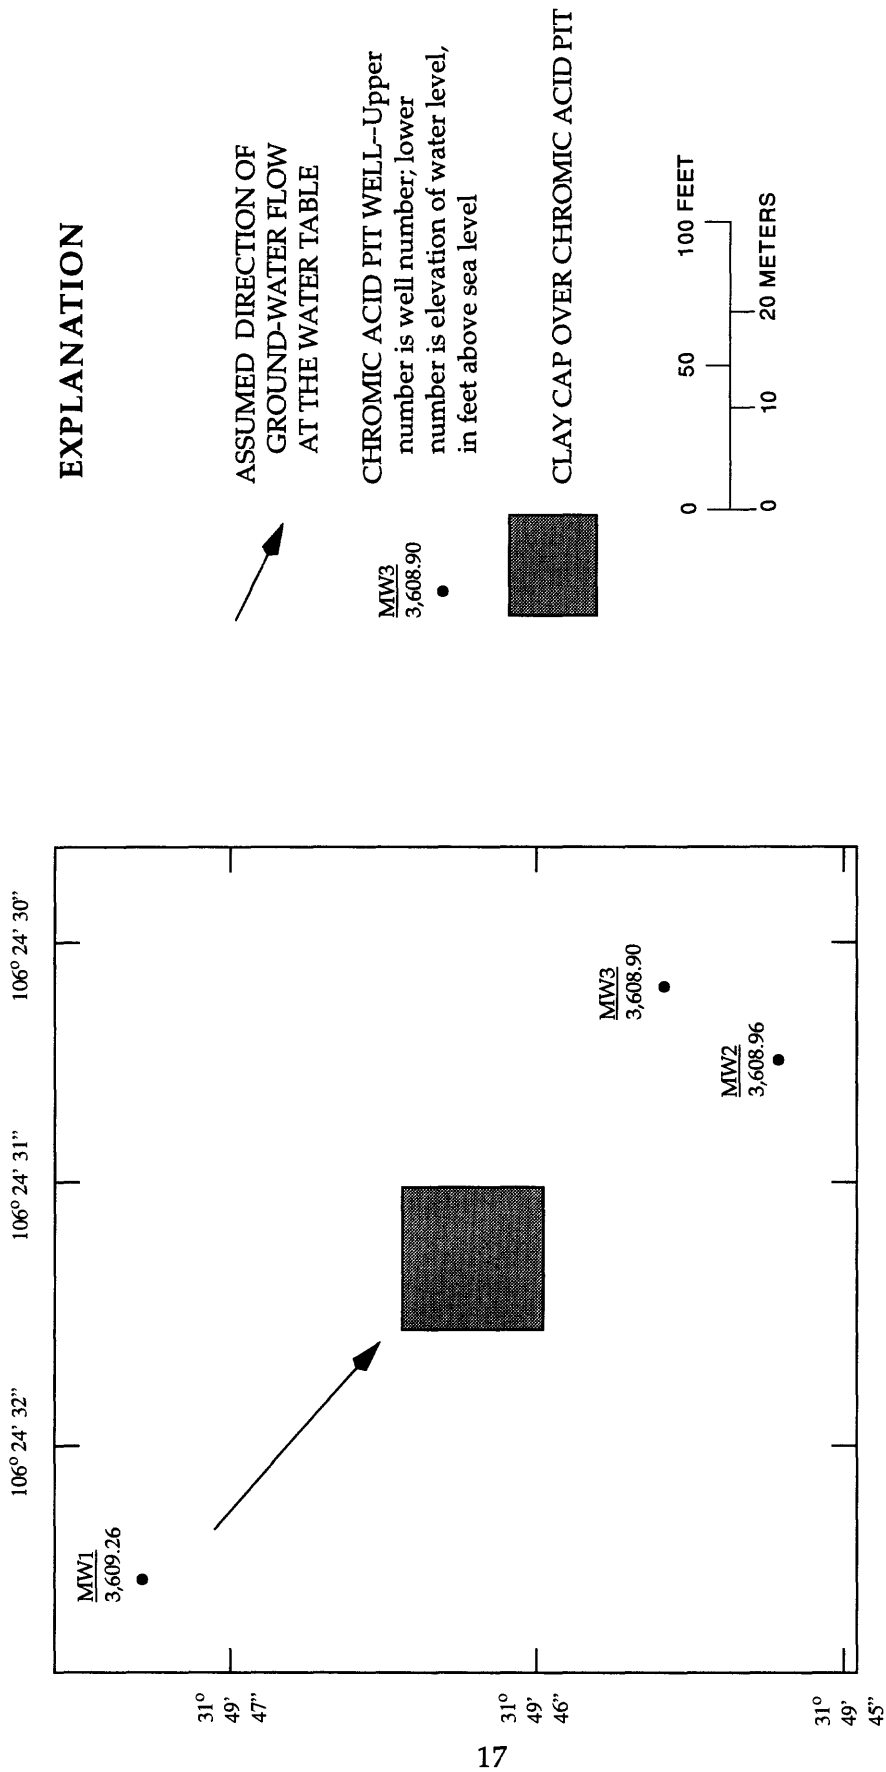 EXPLANATION
ASSUMED DIRECTION OF
GROUND-WATER FLOW
AT THE WATER TABLE
MW3
3,608.90
CHROMIC ACID PIT WELL--Upper
number is well number; lower
number is elevation of water level,
in feet above sea level
CLAY CAP OVER CHROMIC ACID PIT
0 50 100 FEET
0 10 20 METERS
106° 24' 32" 106° 24' 31" 106° 24' 30"
31°
49'
47"
31°
49'
46"
31°
49'
45"
MW1
3,609.26
MW3
3,608.90
MW2
3,608.96
17